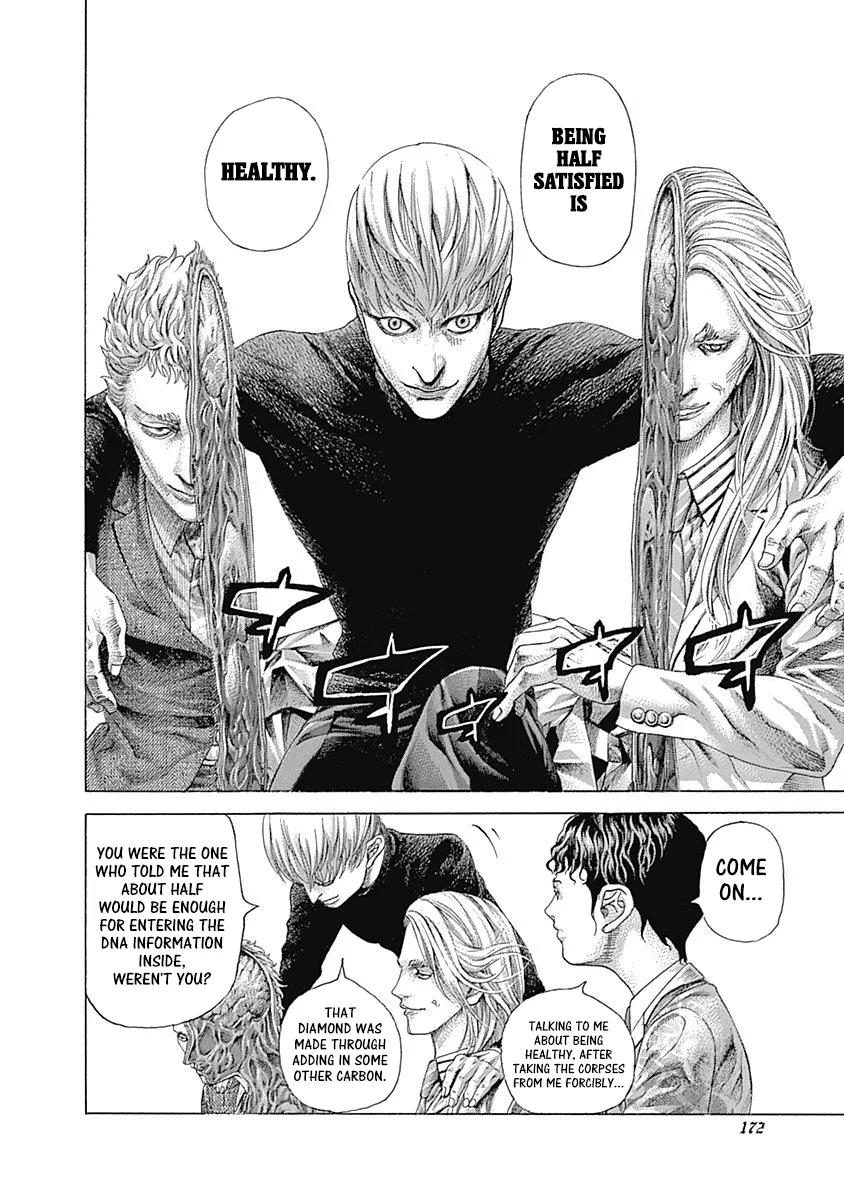 BEING
HALF
SATISFIED
IS
HEALTHY.
COME
ON...
TALKING TO ME
ABOUT BEING
HEALTHY, AFTER
TAKING THE CORPSES
FROM ME FORCIBLY...
THAT
DIAMOND WAS
MADE THROUGH
ADDING IN SOME
OTHER CARBON.
YOU WERE THE ONE
WHO TOLD ME THAT
ABOUT HALF
WOULD BE ENOUGH
FOR ENTERING THE
DNA INFORMATION
INSIDE,
WEREN'T YOU?
172